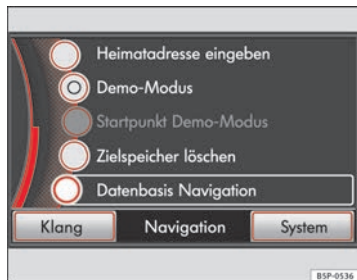 Heimatadresse eingeben
Demo-Modus
Startpunkt Demo-Modus
Zielspeicher löschen
Datenbasis Navigation
Klang Navigation System
B5P-0536